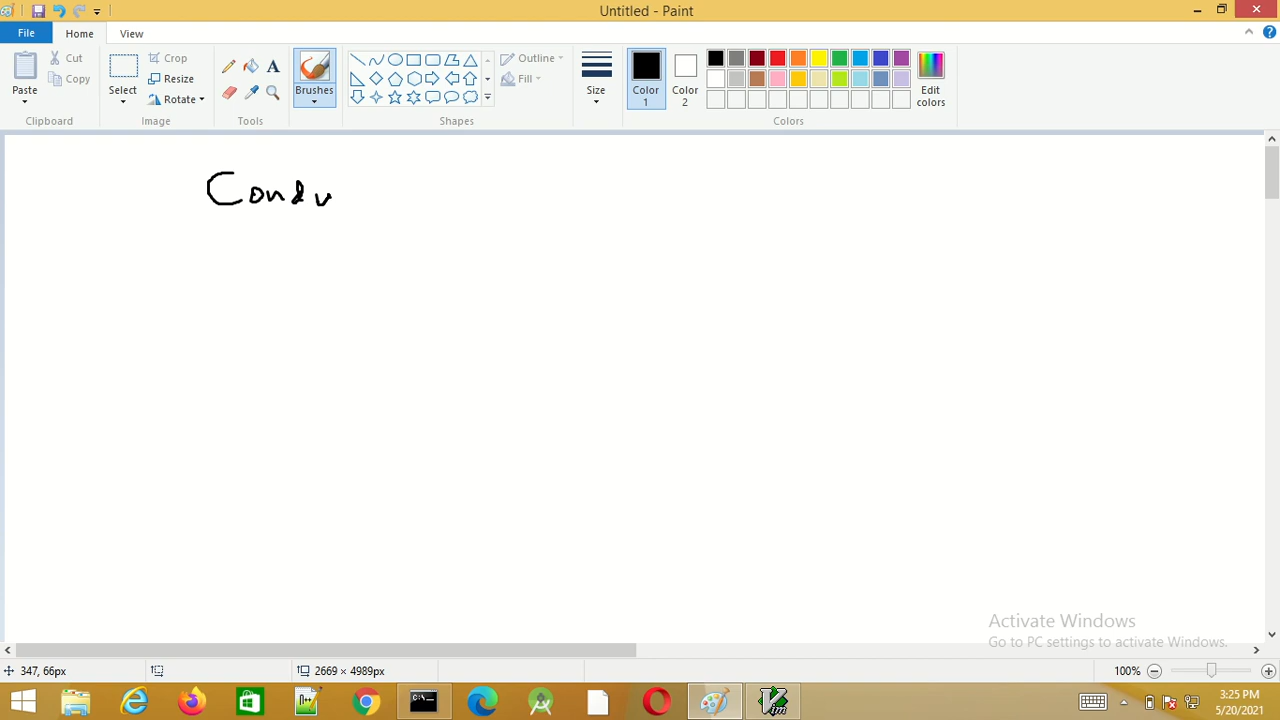 Untitled - Paint
File Home View
Paste
Cut
Copy
Clipboard
Select
Crop
Resize
Rotate
Image
Tools
Brushes
Outline
Fill
Shapes
Size
Color 1
Color 2
Edit colors
Colors
Condu
Activate Windows
Go to PC settings to activate Windows.
347, 66px
2669 × 4989px
100%
3:25 PM
5/20/2021